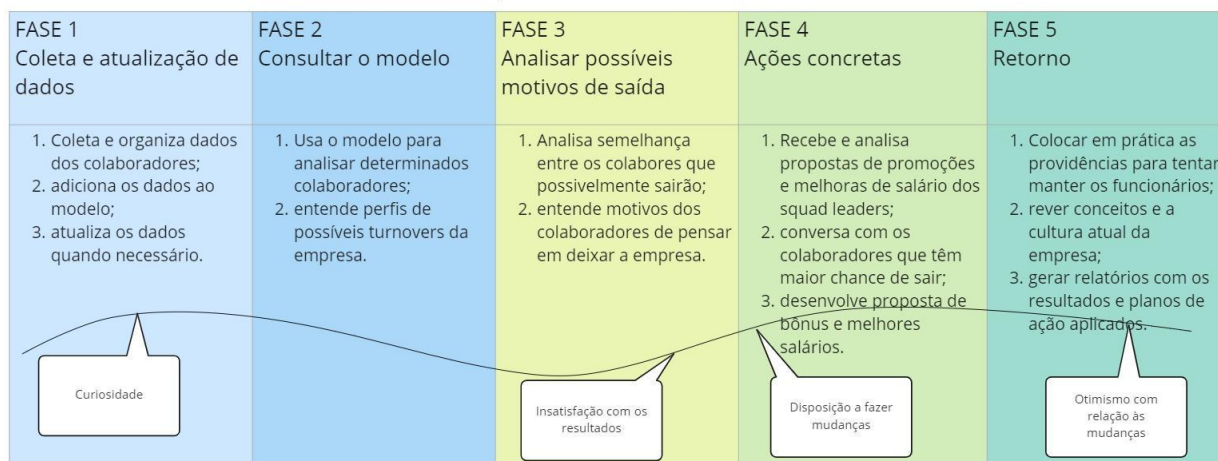 FASE 1
Coleta e atualização de
dados
FASE 2
Consultar o modelo
FASE 3
Analisar possíveis
motivos de saída
FASE 4
Ações concretas
FASE 5
Retorno
1. Coleta e organiza dados
dos colaboradores;
2. adiciona os dados ao
modelo;
3. atualiza os dados
quando necessário.
1. Usa o modelo para
analisar determinados
colaboradores;
2. entende perfis de
possíveis turnovers da
empresa.
1. Analisa semelhança
entre os colabores que
possivelmente sairão;
2. entende motivos dos
colaboradores de pensar
em deixar a empresa.
1. Recebe e analisa
propostas de promoções
e melhoras de salário dos
squad leaders;
2. conversa com os
colaboradores que têm
maior chance de sair;
3. desenvolve proposta de
bônus e melhores
salários.
1. Colocar em prática as
providências para tentar
manter os funcionários;
2. rever conceitos e a
cultura atual da
empresa;
3. gerar relatórios com os
resultados e planos de
ação aplicados.
Curiosidade
Insatisfação com os
resultados
Disposição a fazer
mudanças
Otimismo com
relação às
mudanças